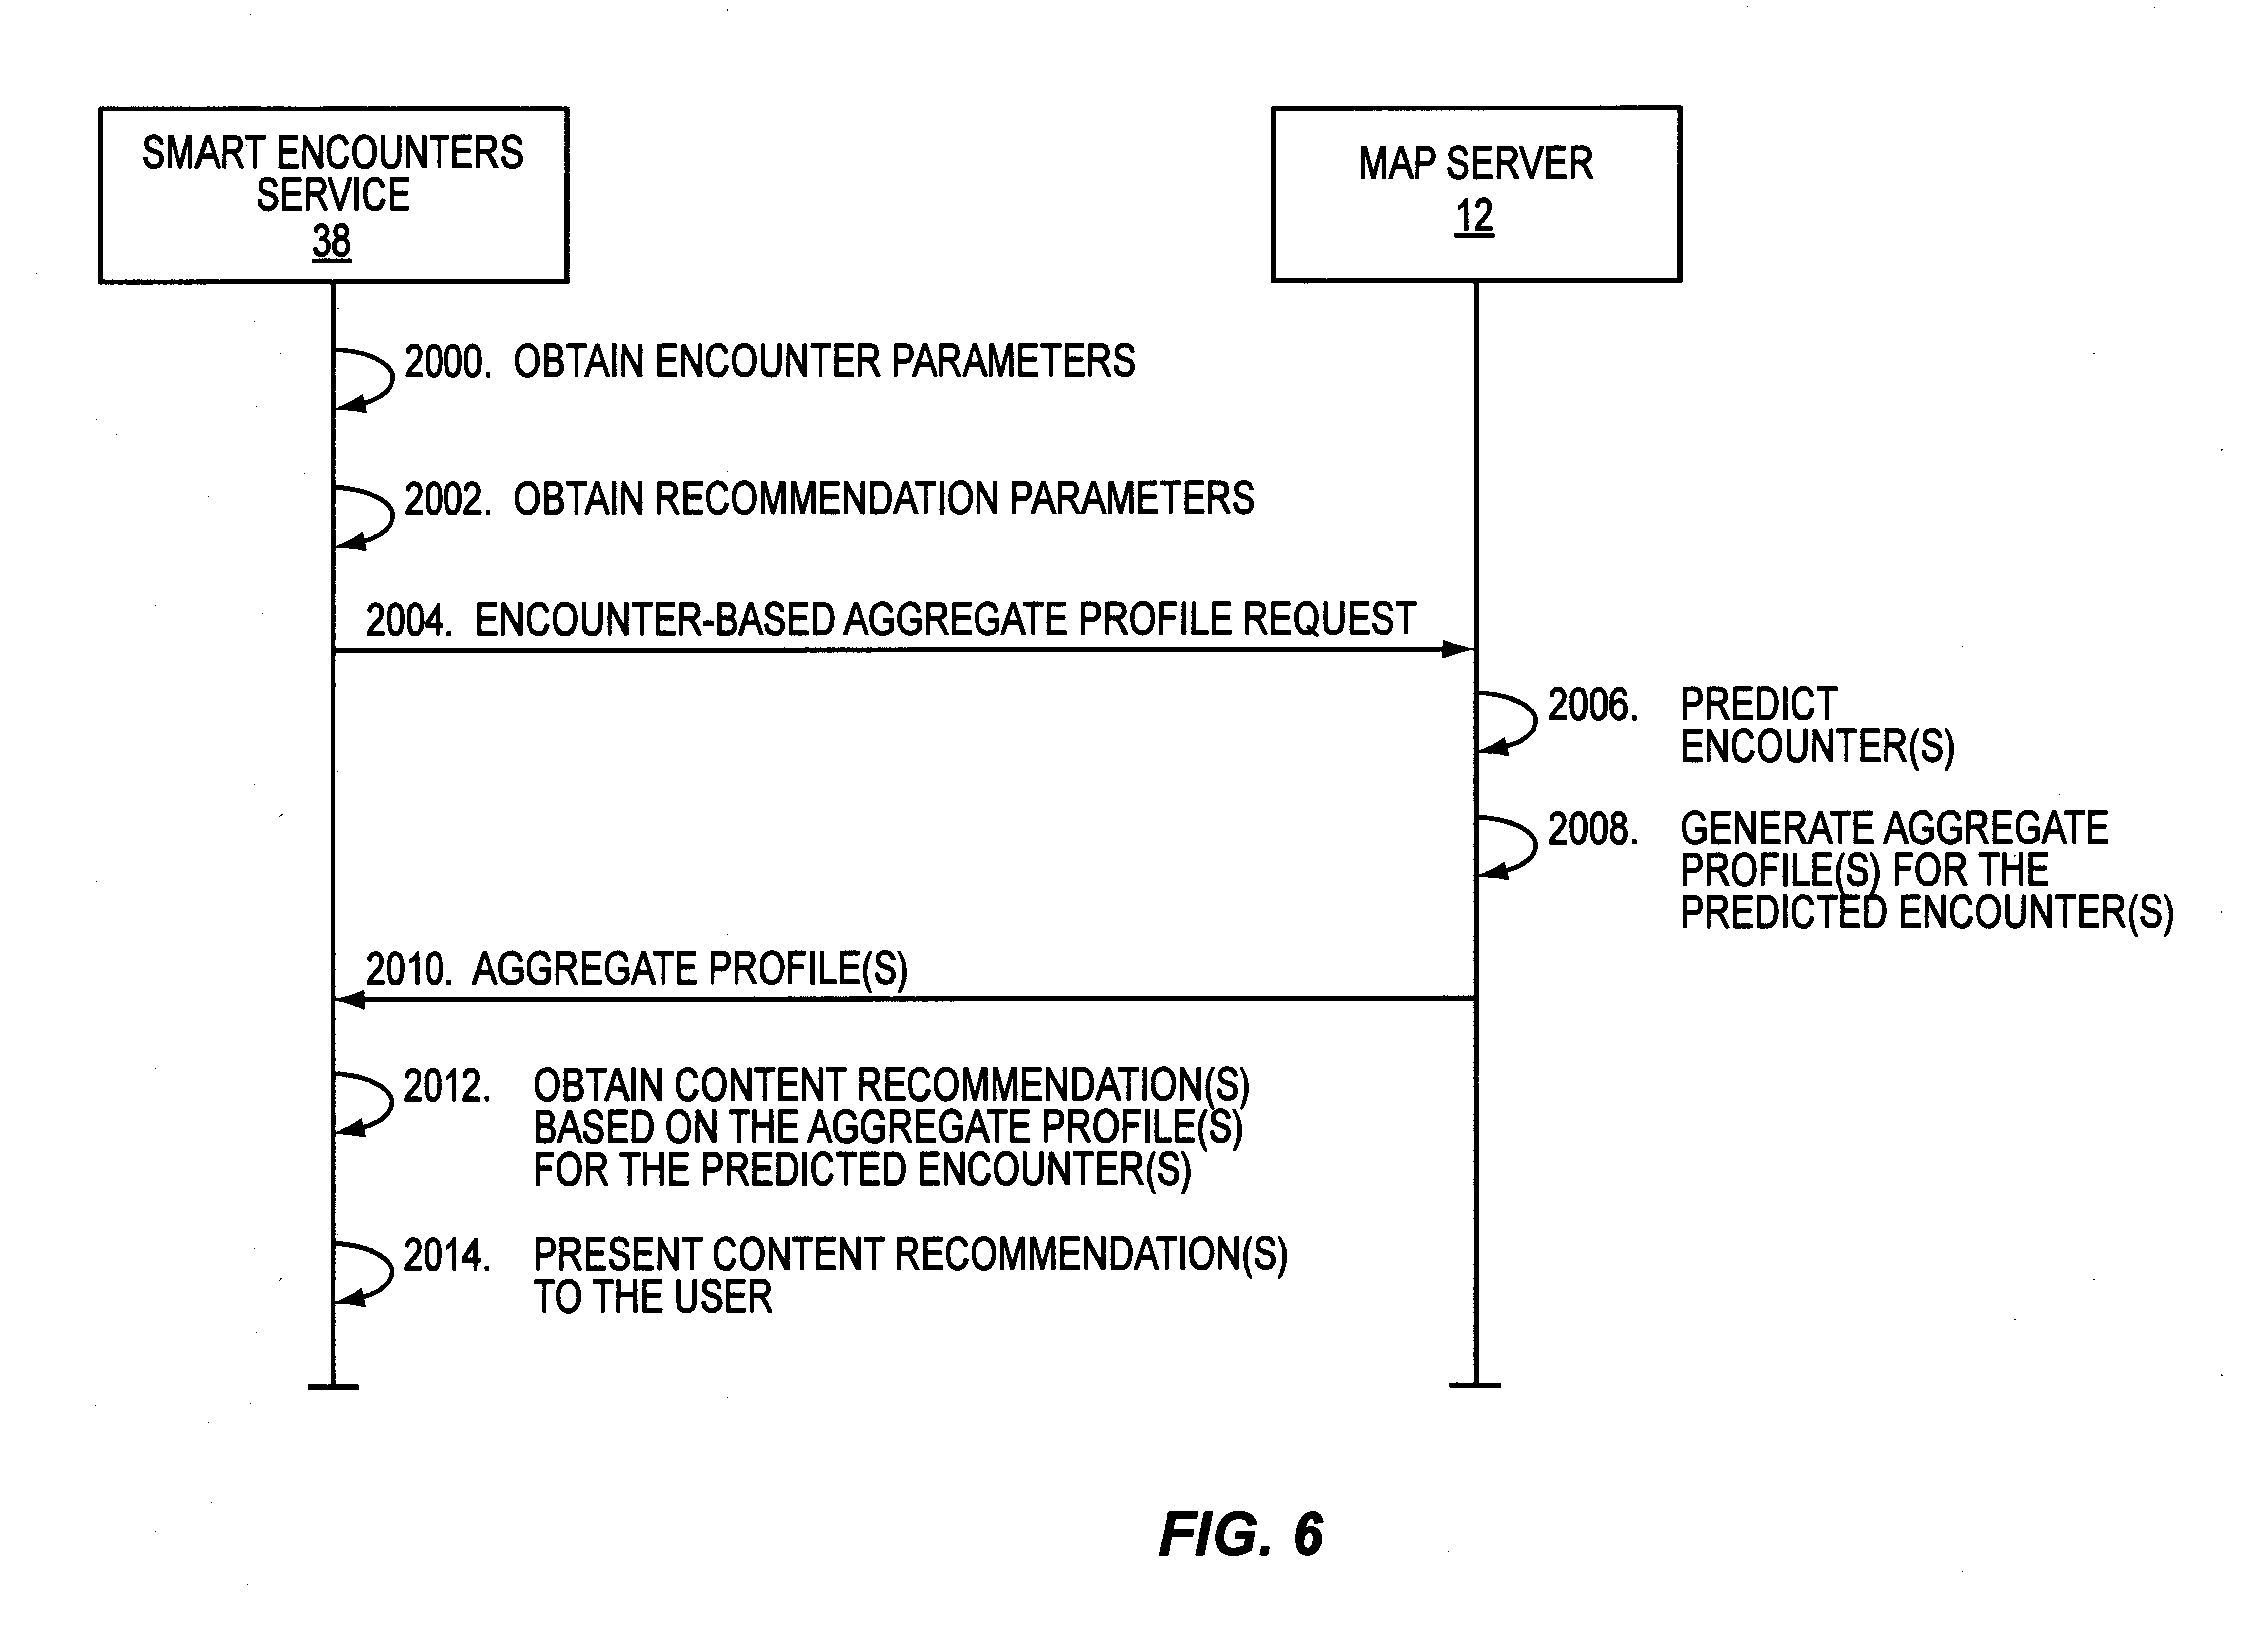 SMART ENCOUNTERS
SERVICE
38
MAP SERVER
12
2000. OBTAIN ENCOUNTER PARAMETERS
2002. OBTAIN RECOMMENDATION PARAMETERS
2004. ENCOUNTER-BASED AGGREGATE PROFILE REQUEST
2006. PREDICT
ENCOUNTER(S)
2008. GENERATE AGGREGATE
PROFILE(S) FOR THE
PREDICTED ENCOUNTER(S)
2010. AGGREGATE PROFILE(S)
2012. OBTAIN CONTENT RECOMMENDATION(S)
BASED ON THE AGGREGATE PROFILE(S)
FOR THE PREDICTED ENCOUNTER(S)
2014. PRESENT CONTENT RECOMMENDATION(S)
TO THE USER
FIG. 6